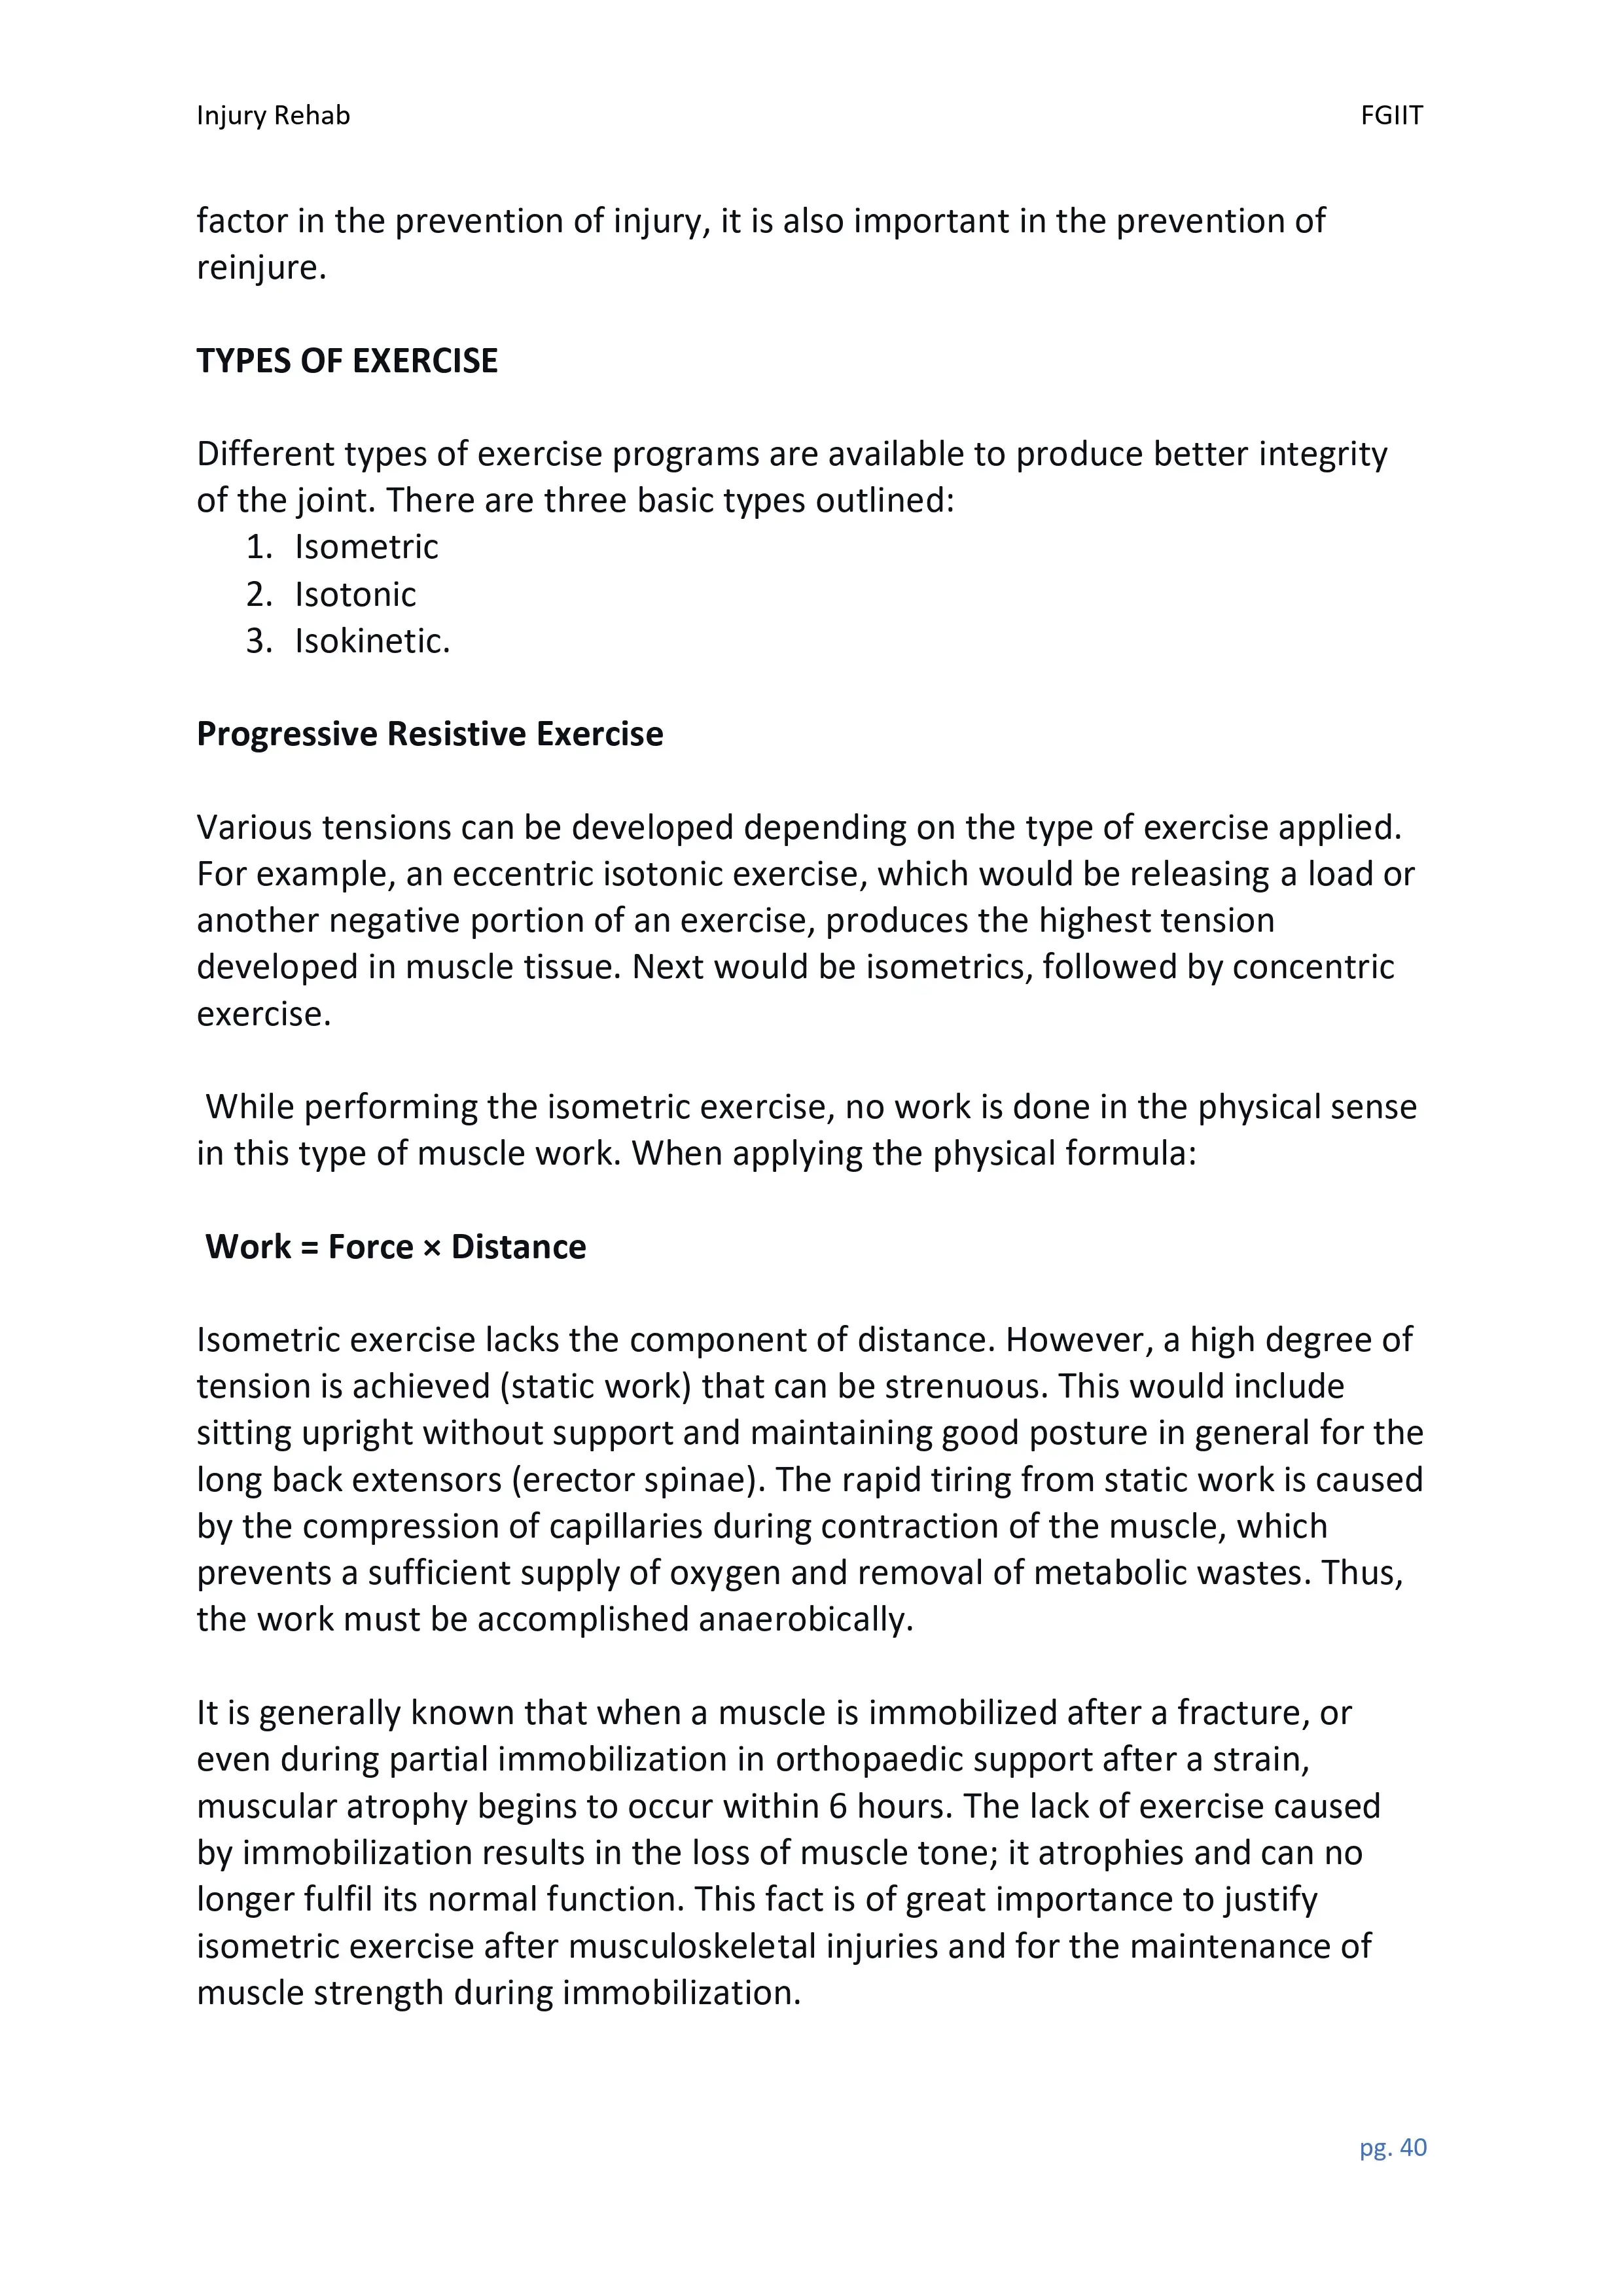 Injury Rehab FGIIT
factor in the prevention of injury, it is also important in the prevention of
reinjure.
TYPES OF EXERCISE
Different types of exercise programs are available to produce better integrity
of the joint. There are three basic types outlined:
1. Isometric
2. Isotonic
3. Isokinetic.
Progressive Resistive Exercise
Various tensions can be developed depending on the type of exercise applied.
For example, an eccentric isotonic exercise, which would be releasing a load or
another negative portion of an exercise, produces the highest tension
developed in muscle tissue. Next would be isometrics, followed by concentric
exercise.
While performing the isometric exercise, no work is done in the physical sense
in this type of muscle work. When applying the physical formula:
Work = Force × Distance
Isometric exercise lacks the component of distance. However, a high degree of
tension is achieved (static work) that can be strenuous. This would include
sitting upright without support and maintaining good posture in general for the
long back extensors (erector spinae). The rapid tiring from static work is caused
by the compression of capillaries during contraction of the muscle, which
prevents a sufficient supply of oxygen and removal of metabolic wastes. Thus,
the work must be accomplished anaerobically.
It is generally known that when a muscle is immobilized after a fracture, or
even during partial immobilization in orthopaedic support after a strain,
muscular atrophy begins to occur within 6 hours. The lack of exercise caused
by immobilization results in the loss of muscle tone; it atrophies and can no
longer fulfil its normal function. This fact is of great importance to justify
isometric exercise after musculoskeletal injuries and for the maintenance of
muscle strength during immobilization.
pg. 40